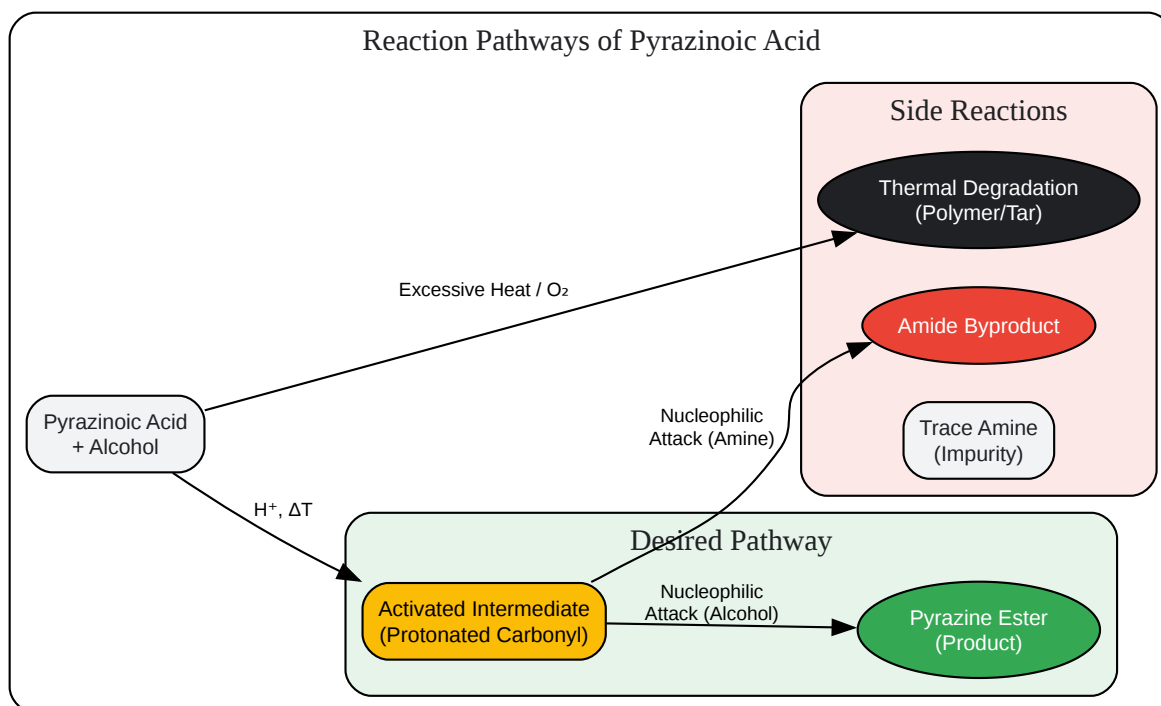 Reaction Pathways of Pyrazinoic Acid
Side Reactions
Thermal Degradation
(Polymer/Tar)
Excessive Heat / O₂
Amide Byproduct
Pyrazinoic Acid
+ Alcohol
Nucleophilic
Attack (Amine)
Trace Amine
(Impurity)
H⁺, ΔT
Desired Pathway
Activated Intermediate
(Protonated Carbonyl)
Nucleophilic
Attack (Alcohol)
Pyrazine Ester
(Product)